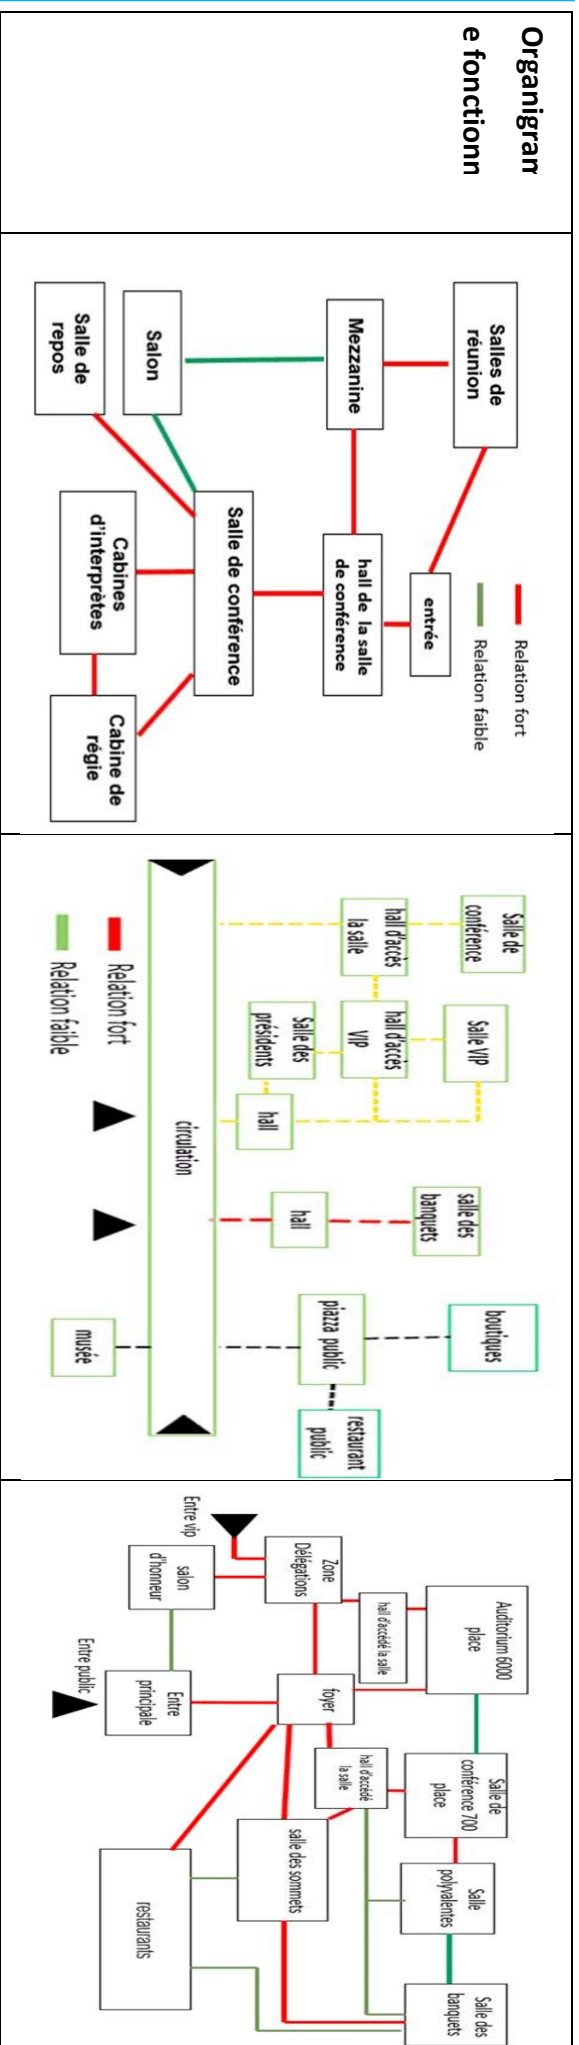 Organigram
e fonctionn
Salles de
réunion
Mezzanine
Salon
Salle de
repos
entrée
hall de la salle
de conférence
Salle de conférence
Cabines
d'interprètes
Cabine de
régie
Relation fort
Relation faible
Salle de
conférence
hall d'accès
la salle
Salle VIP
hall d'accès
VIP
Salle des
présidents
hall
salle des
banquets
hall
boutiques
piazza public
restaurant
public
circulation
musée
Relation fort
Relation faible
Auditorium 6000
place
hall d'accédé la salle
Zone
Délégations
Entre vip
salon
d'honneur
Entre
principale
Entre public
foyer
Salle de
conférence 700
place
hall d'accédé
la salle
Salle
polyvalentes
salle des sommets
restaurants
Salle des
banquets